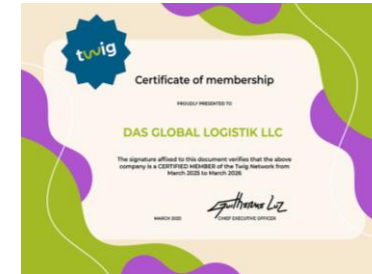 twig
Certificate of membership
PROUDLY PRESENTED TO
DAS GLOBAL LOGISTIK LLC
The signature affixed to this document verifies that the above
company is a CERTIFIED MEMBER of the Twig Network from
March 2025 to March 2026
Guilherme Luz
MARCH 2025
CHIEF EXECUTIVE OFFICER